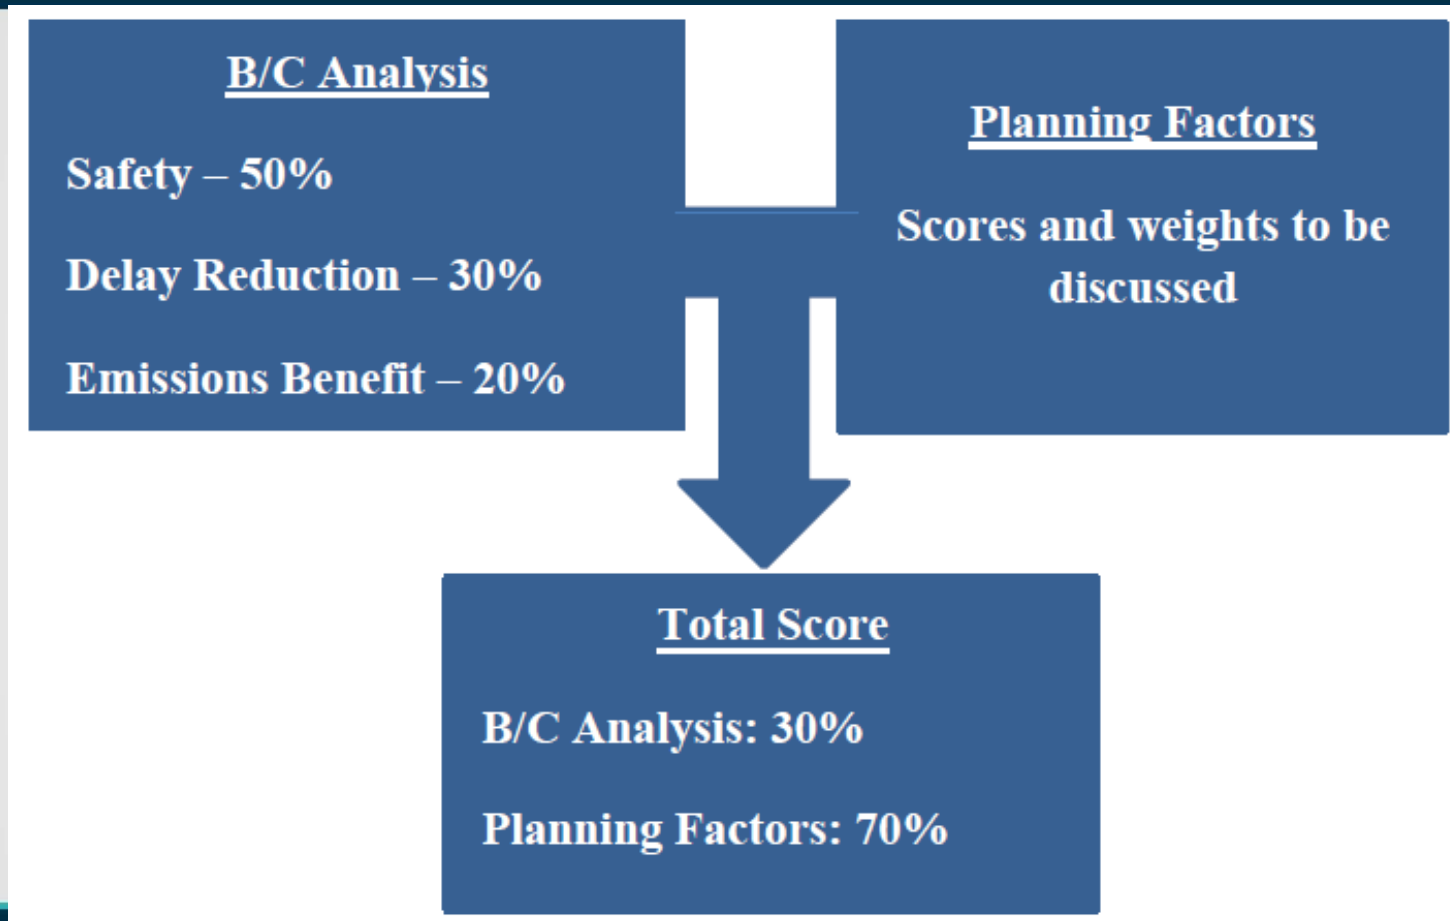 B/C Analysis
Safety – 50%
Delay Reduction – 30%
Emissions Benefit – 20%
Planning Factors
Scores and weights to be
discussed
Total Score
B/C Analysis: 30%
Planning Factors: 70%